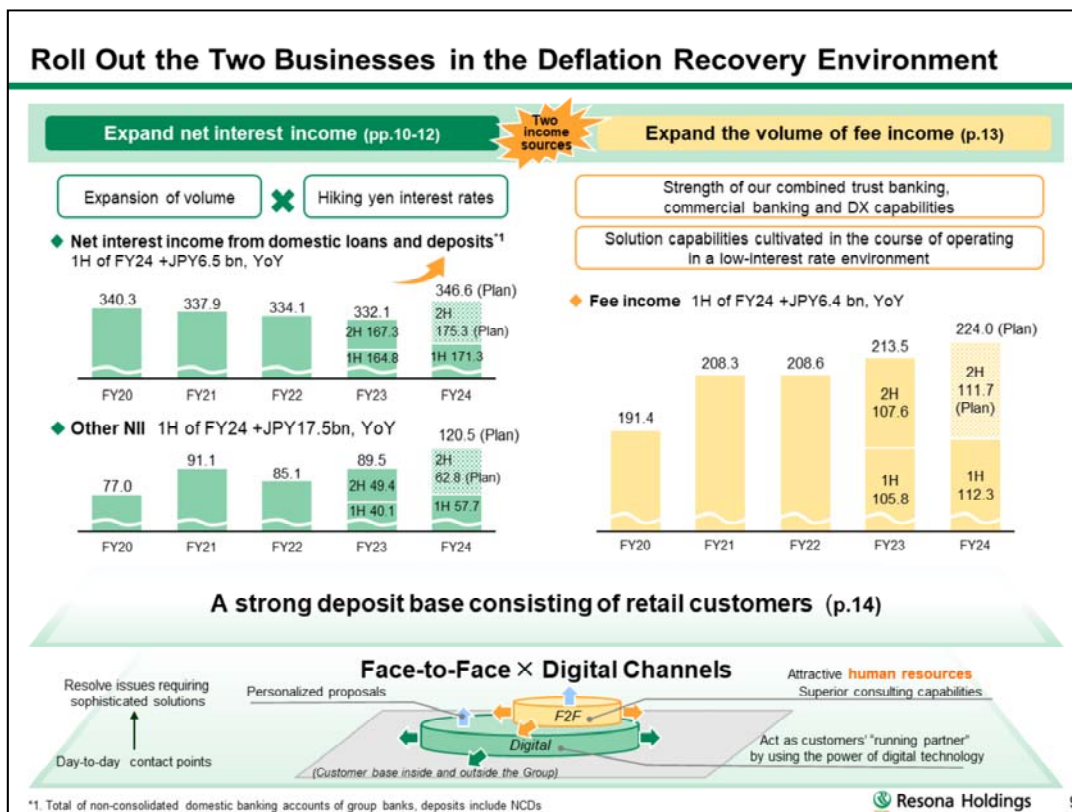 Roll Out the Two Businesses in the Deflation Recovery Environment
Expand net interest income (pp.10-12)
Two
income
sources
Expand the volume of fee income (p.13)
Expansion of volume
Hiking yen interest rates
Net interest income from domestic loans and deposits*1
1H of FY24 +JPY6.5 bn, YoY
340.3
337.9
334.1
332.1
2H 167.3
1H 164.8
346.6 (Plan)
2H
175.3 (Plan)
1H 171.3
FY20
FY21
FY22
FY23
FY24
Other NII 1H of FY24 +JPY17.5bn, YoY
77.0
91.1
85.1
89.5
2H 49.4
1H 40.1
120.5 (Plan)
2H
62.8 (Plan)
1H 57.7
FY20
FY21
FY22
FY23
FY24
Strength of our combined trust banking,
commercial banking and DX capabilities
Solution capabilities cultivated in the course of operating
in a low-interest rate environment
Fee income 1H of FY24 +JPY6.4 bn, YoY
191.4
208.3
208.6
213.5
2H
107.6
1H
105.8
224.0 (Plan)
2H
111.7
(Plan)
1H
112.3
FY20
FY21
FY22
FY23
FY24
A strong deposit base consisting of retail customers (p.14)
Face-to-Face × Digital Channels
Resolve issues requiring
sophisticated solutions
Day-to-day contact points
Personalized proposals
F2F
Digital
(Customer base inside and outside the Group)
Attractive human resources
Superior consulting capabilities
Act as customers' "running partner"
by using the power of digital technology
*1. Total of non-consolidated domestic banking accounts of group banks, deposits include NCDs
Resona Holdings